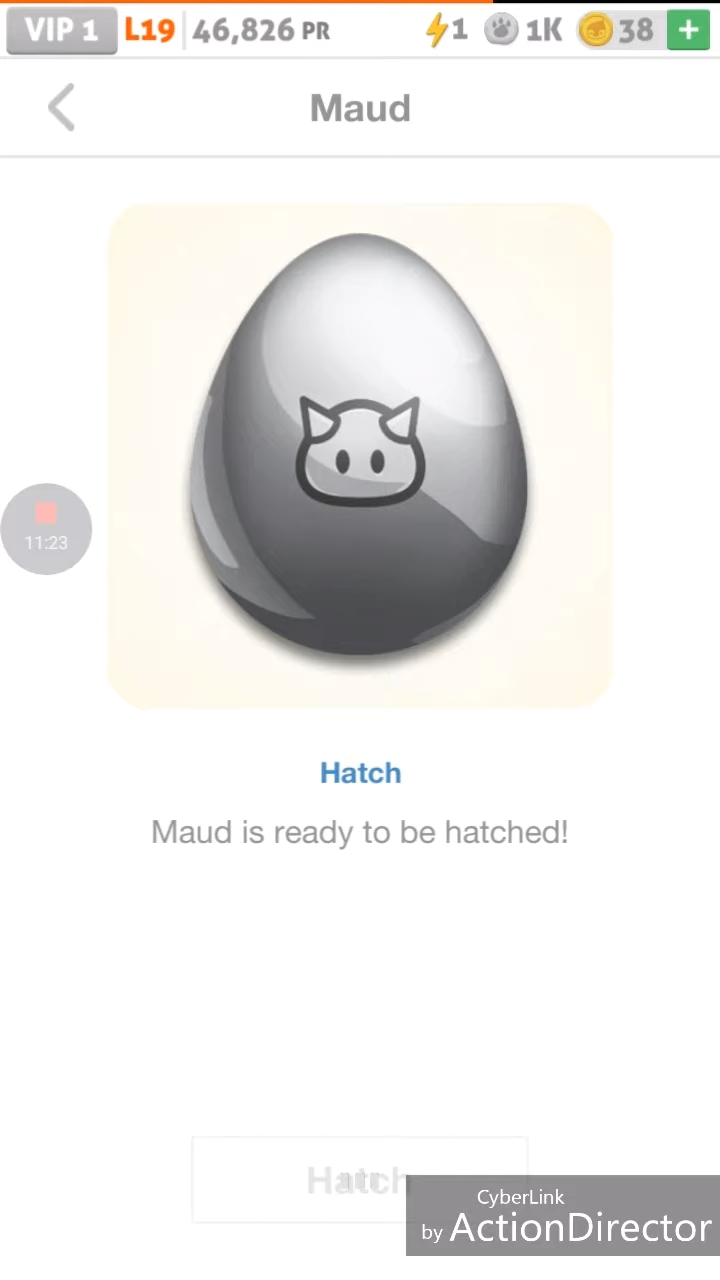 VIP 1 L19 46,826 PR 1 1K 38 +
Maud
11:23
Hatch
Maud is ready to be hatched!
Hatch
CyberLink
by ActionDirector